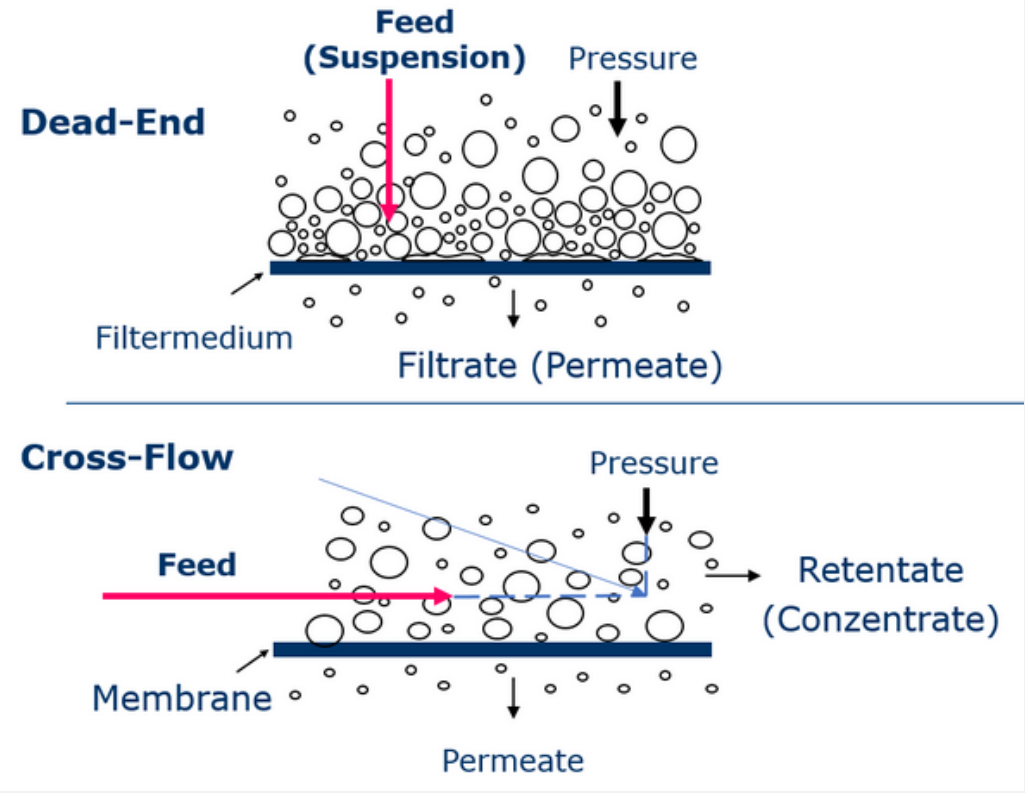 Feed
(Suspension)
Pressure
Dead-End
Filtermedium
Filtrate (Permeate)
Cross-Flow
Pressure
Feed
Retentate
(Conzentrate)
Membrane
Permeate